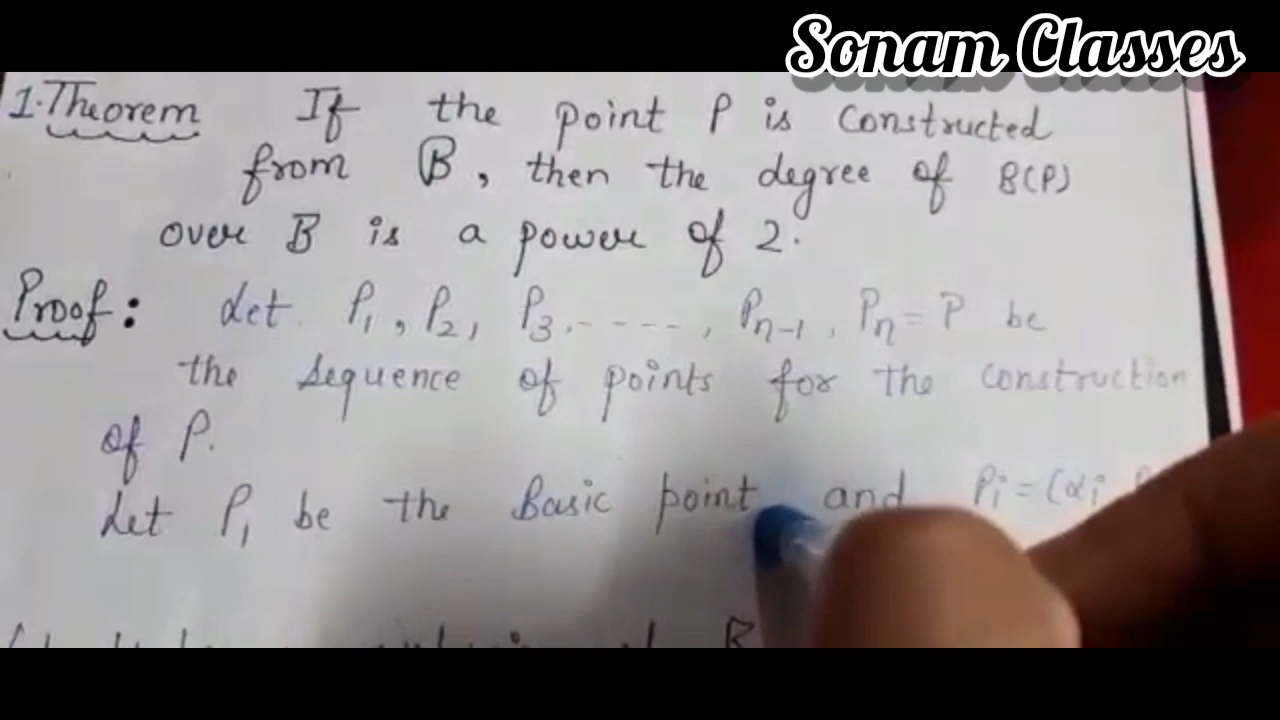 Sonam Classes
1. Theorem If the point P is constructed
from B, then the degree of B(P)
over B is a power of 2.
Proof: Let P1, P2, P3, ----, Pn-1, Pn = P be
the sequence of points for the construction
of P.
Let P1 be the Basic point and Pi = (αi
B